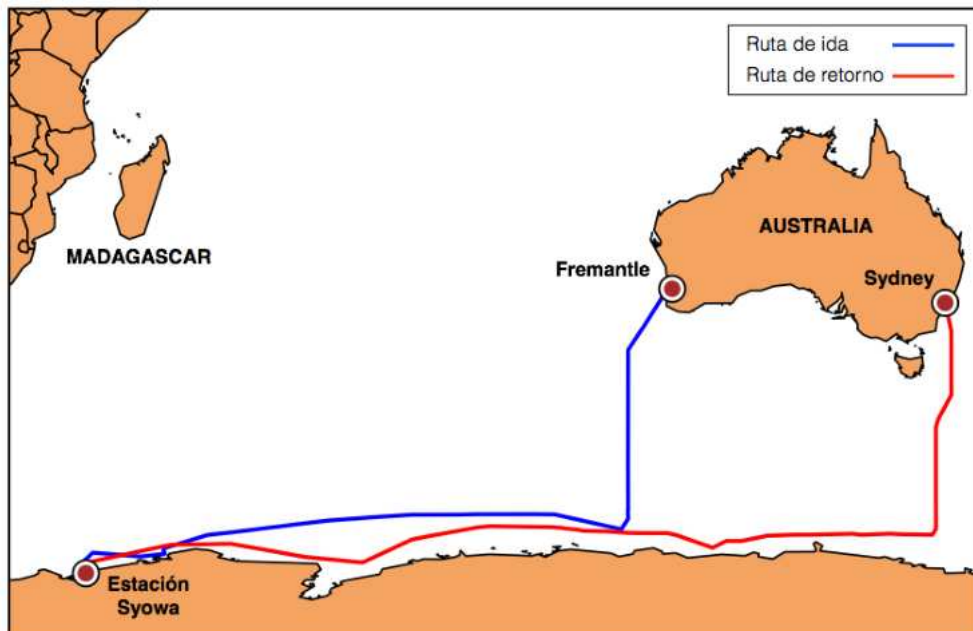 Ruta de ida
Ruta de retorno
AUSTRALIA
MADAGASCAR
Fremantle
Sydney
Estación
Syowa